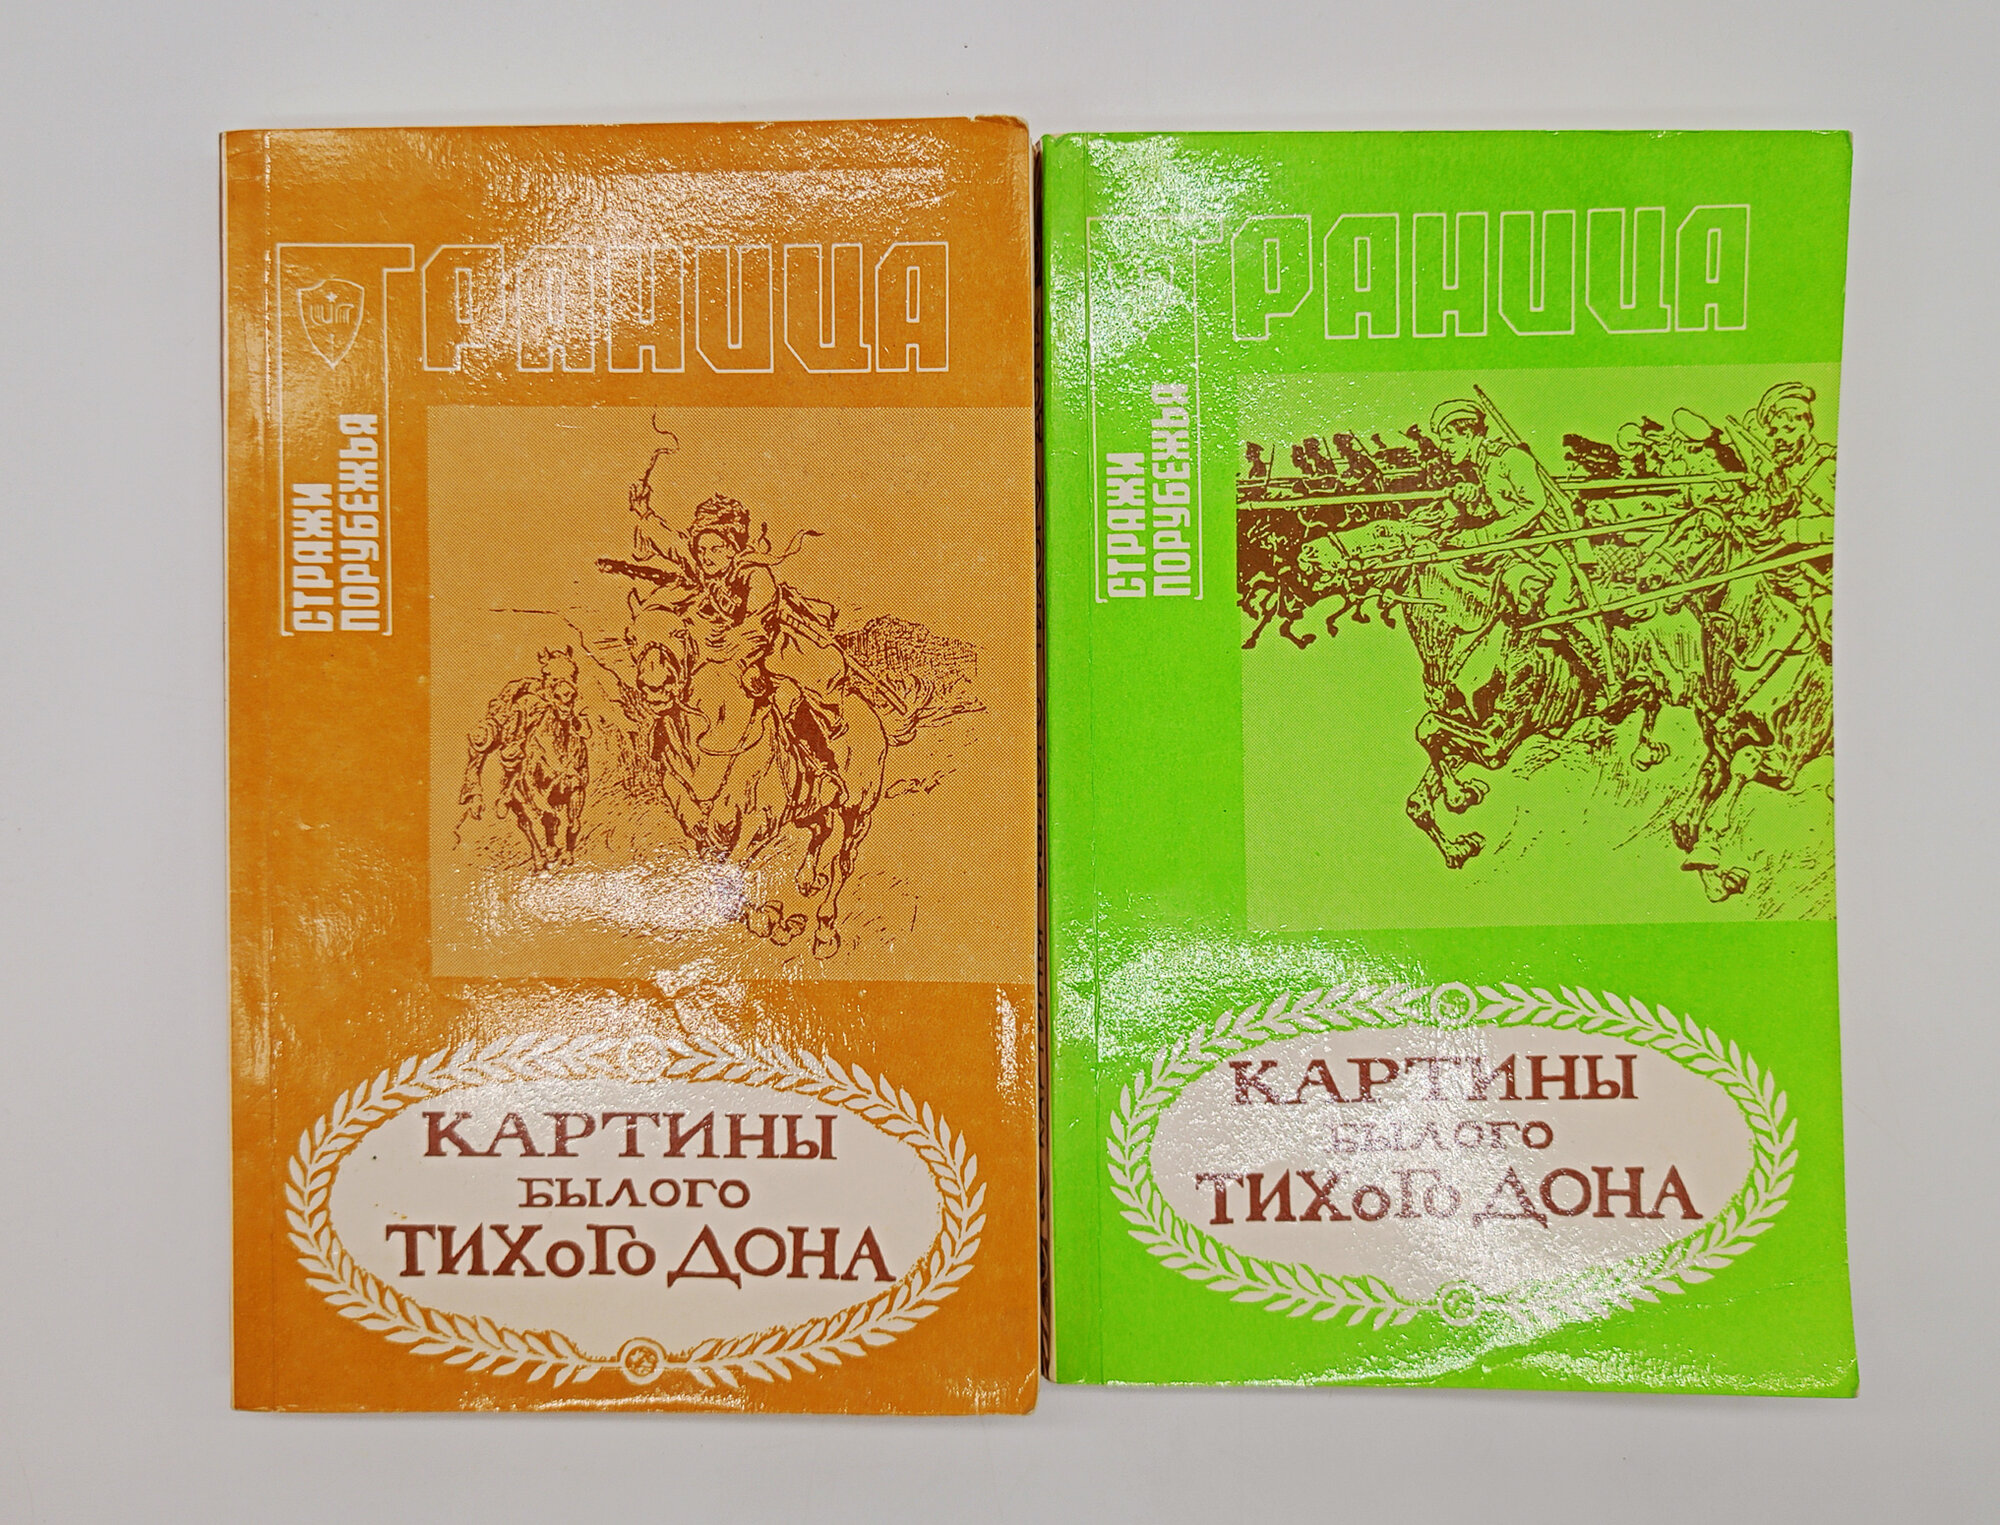 ГРАНИЦА
СТРАЖИ
ПОРУБЕЖЬЯ
КАРТИНЫ
БЫЛОГО
ТИХОГО ДОНА
ГРАНИЦА
СТРАЖИ
ПОРУБЕЖЬЯ
КАРТИНЫ
БЫЛОГО
ТИХОГО ДОНА